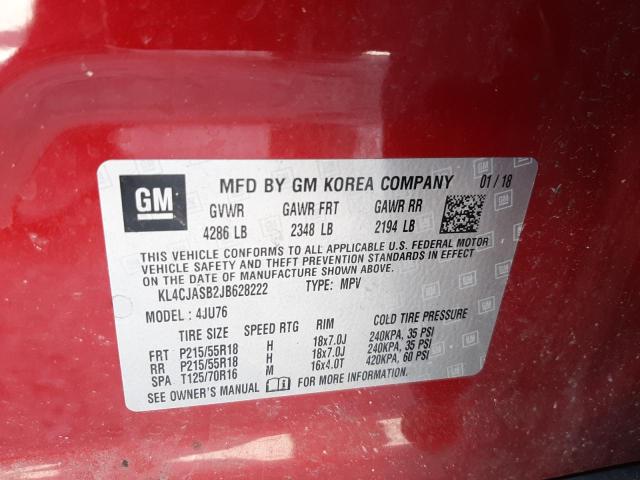 GM
MFD BY GM KOREA COMPANY 01/18
GVWR GAWR FRT GAWR RR
4286 LB 2348 LB 2194 LB
THIS VEHICLE CONFORMS TO ALL APPLICABLE U.S. FEDERAL MOTOR
VEHICLE SAFETY AND THEFT PREVENTION STANDARDS IN EFFECT
ON THE DATE OF MANUFACTURE SHOWN ABOVE.
KL4CJASB2JB628222 TYPE: MPV
MODEL: 4JU76
TIRE SIZE SPEED RTG RIM COLD TIRE PRESSURE
FRT P215/55R18 H 18x7.0J 240KPA, 35 PSI
RR P215/55R18 H 18x7.0J 240KPA, 35 PSI
SPA T125/70R16 M 16x4.0T 420KPA, 60 PSI
SEE OWNER'S MANUAL FOR MORE INFORMATION.